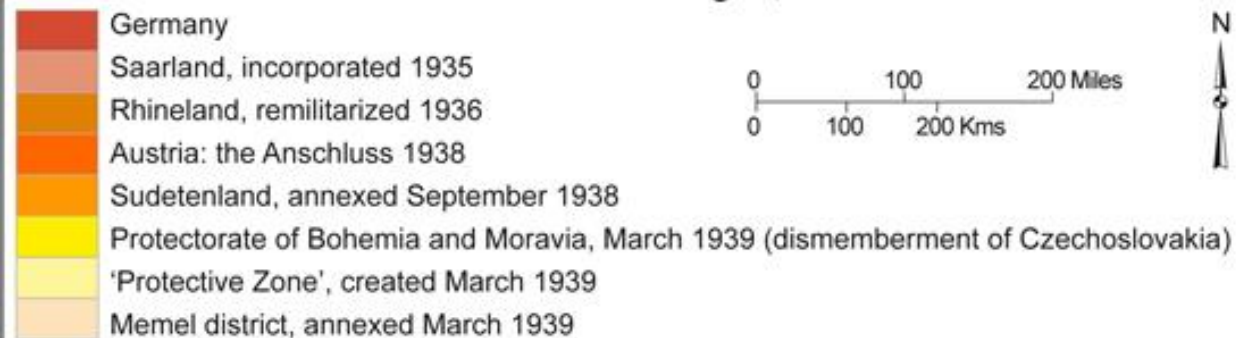 Germany
Saarland, incorporated 1935
Rhineland, remilitarized 1936
Austria: the Anschluss 1938
Sudetenland, annexed September 1938
Protectorate of Bohemia and Moravia, March 1939 (dismemberment of Czechoslovakia)
‘Protective Zone’, created March 1939
Memel district, annexed March 1939
0 100 200 Miles
0 100 200 Kms
N